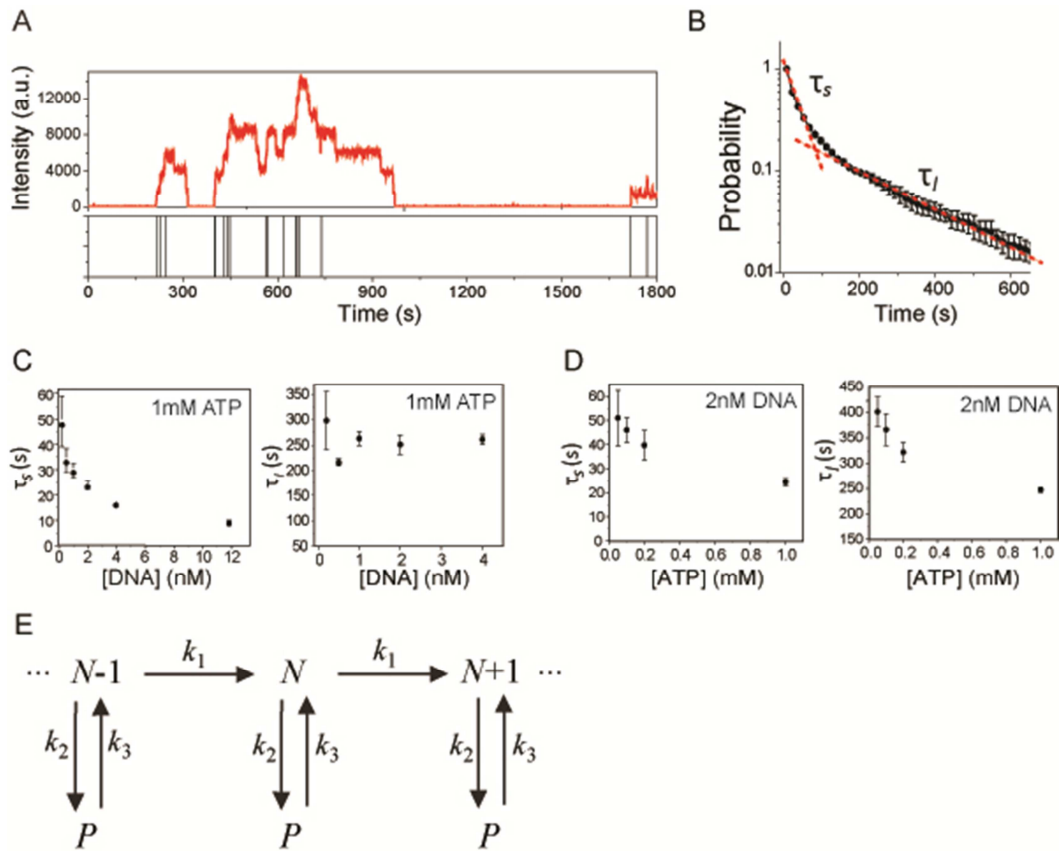 A
Intensity (a.u.)
12000
8000
4000
0
0 300 600 900 1200 1500 1800
Time (s)
B
Probability
1
0.1
0.01
τs
τl
0 200 400 600
Time (s)
C
τs (s)
60
50
40
30
20
10
0
1mM ATP
0 2 4 6 8 10 12
[DNA] (nM)
τl (s)
350
300
250
200
150
100
50
1mM ATP
0 2 4
[DNA] (nM)
D
τs (s)
60
50
40
30
20
10
0
2nM DNA
0.0 0.2 0.4 0.6 0.8 1.0
[ATP] (mM)
τl (s)
450
400
350
300
250
200
150
2nM DNA
0.0 0.2 0.4 0.6 0.8 1.0
[ATP] (mM)
E
··· N-1 k1 N k1 N+1 ···
k2 k3 k2 k3 k2 k3
P P P